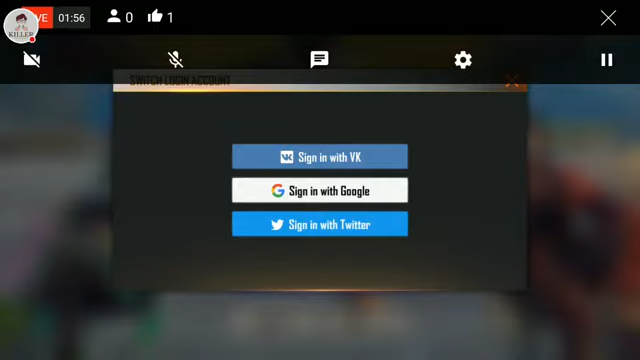 LIVE 01:56 0 1
KILLER
SWITCH LOGIN ACCOUNT
Sign in with VK
Sign in with Google
Sign in with Twitter